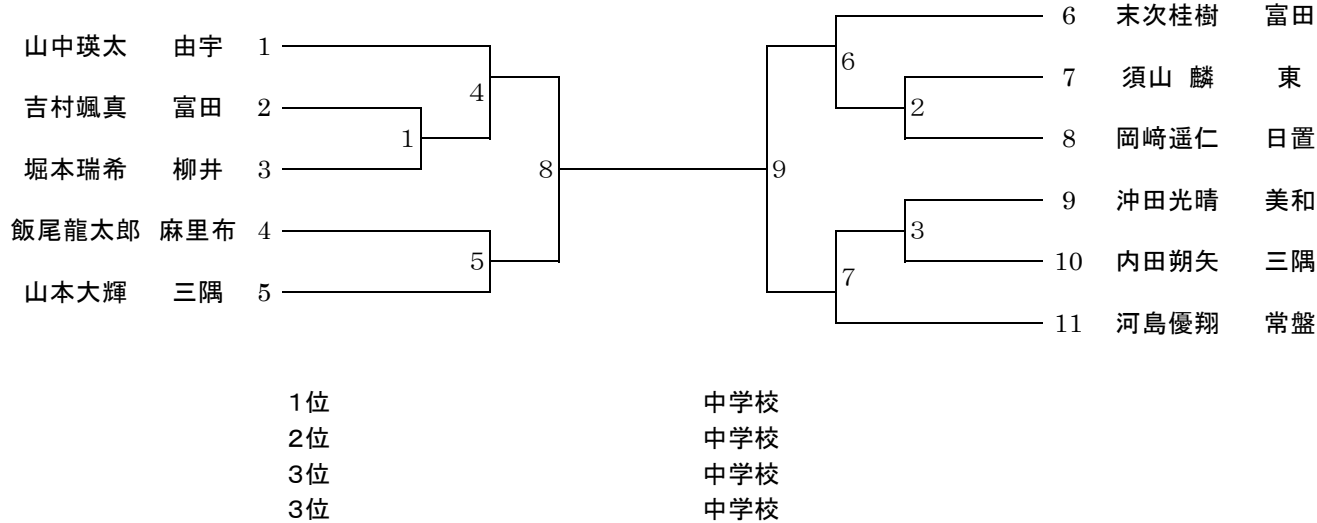 山中瑛太 由宇 1
吉村颯真 富田 2
堀本瑞希 柳井 3
飯尾龍太郎 麻里布 4
山本大輝 三隅 5
1
4
5
8
9
6
2
3
7
6 末次桂樹 富田
7 須山 麟 東
8 岡﨑遥仁 日置
9 沖田光晴 美和
10 内田朔矢 三隅
11 河島優翔 常盤
1位 中学校
2位 中学校
3位 中学校
3位 中学校